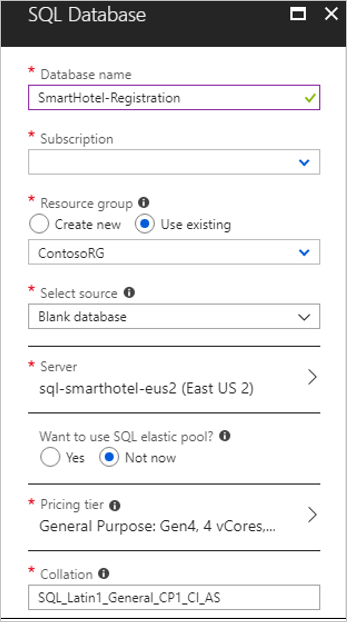 SQL Database
* Database name
SmartHotel-Registration
* Subscription
* Resource group
Create new Use existing
ContosoRG
* Select source
Blank database
* Server
sql-smarthotel-eus2 (East US 2)
Want to use SQL elastic pool?
Yes Not now
* Pricing tier
General Purpose: Gen4, 4 vCores,...
* Collation
SQL_Latin1_General_CP1_CI_AS